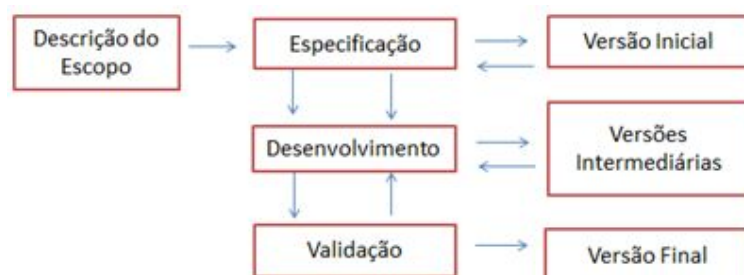 Descrição do
Escopo
Especificação
Versão Inicial
Desenvolvimento
Versões
Intermediárias
Validação
Versão Final